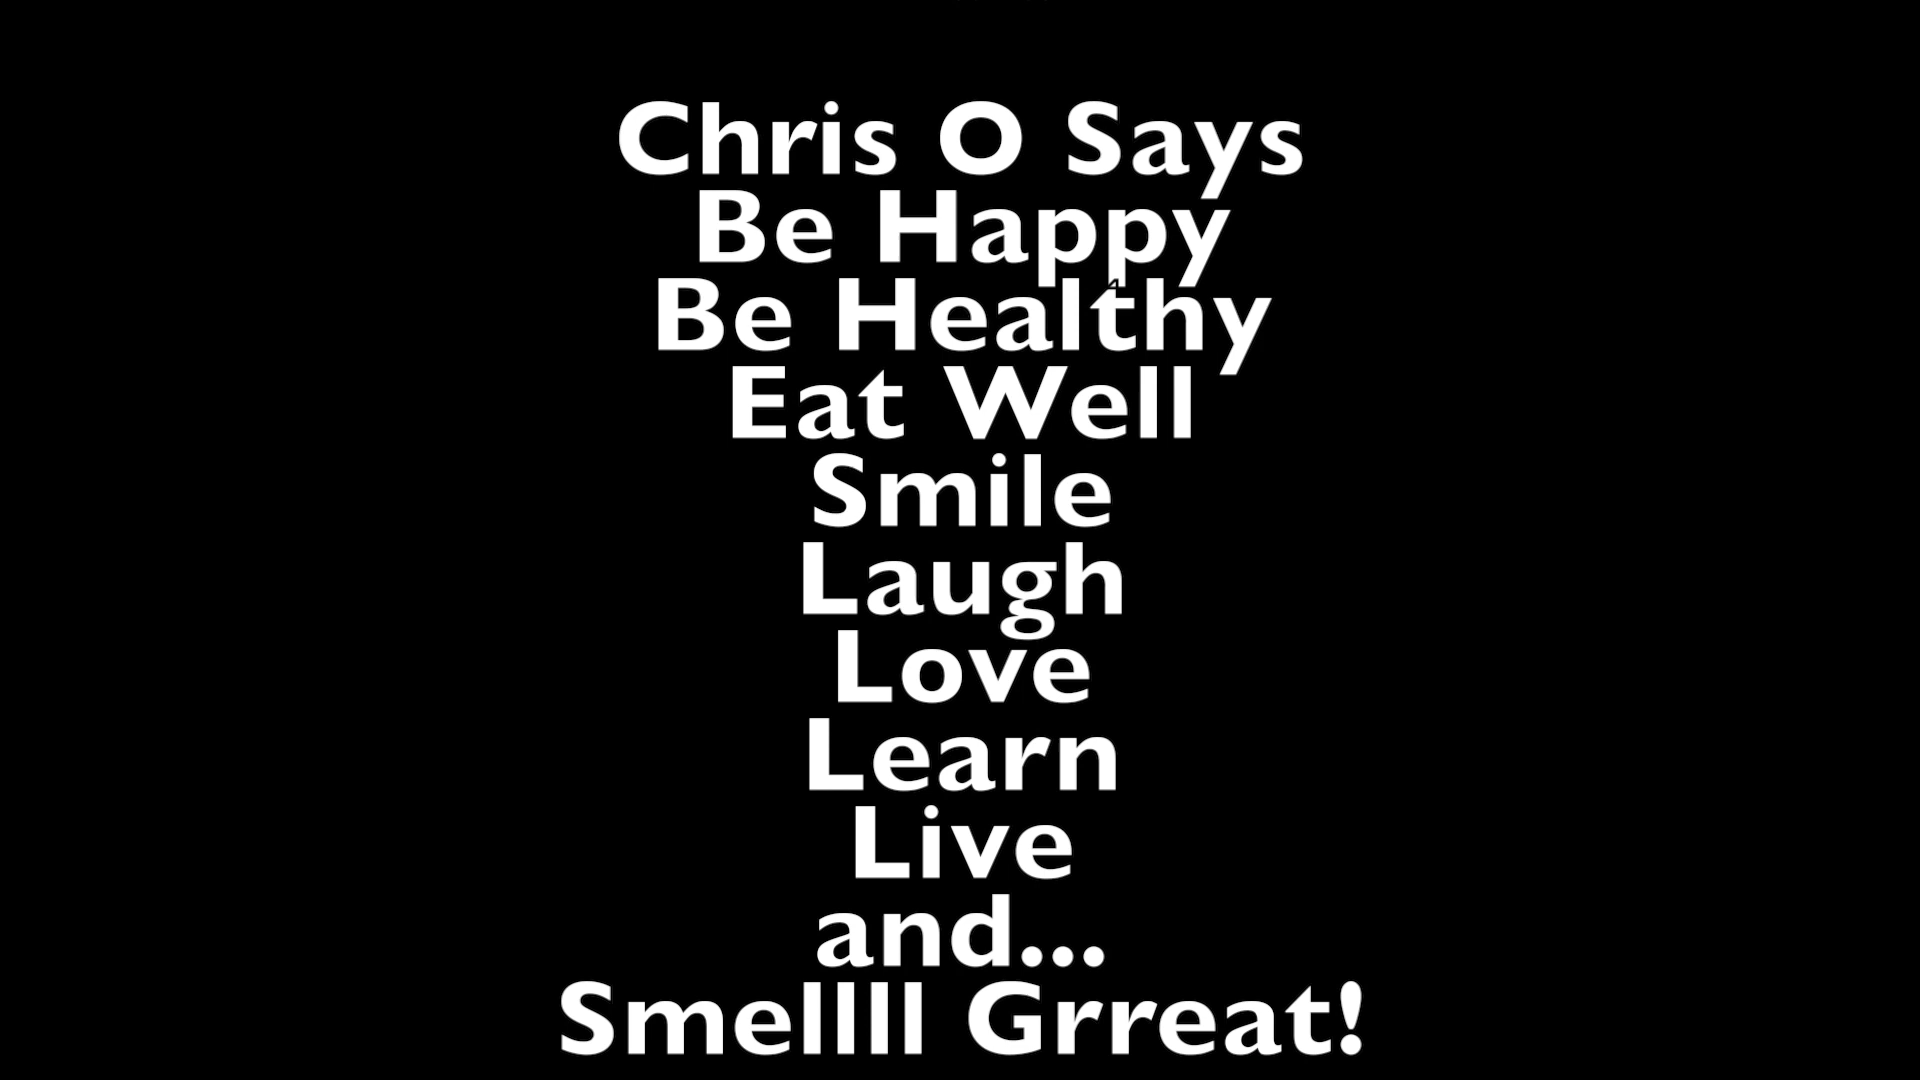 Chris O Says
Be Happy
Be Healthy
Eat Well
Smile
Laugh
Love
Learn
Live
and...
Smellll Grreat!